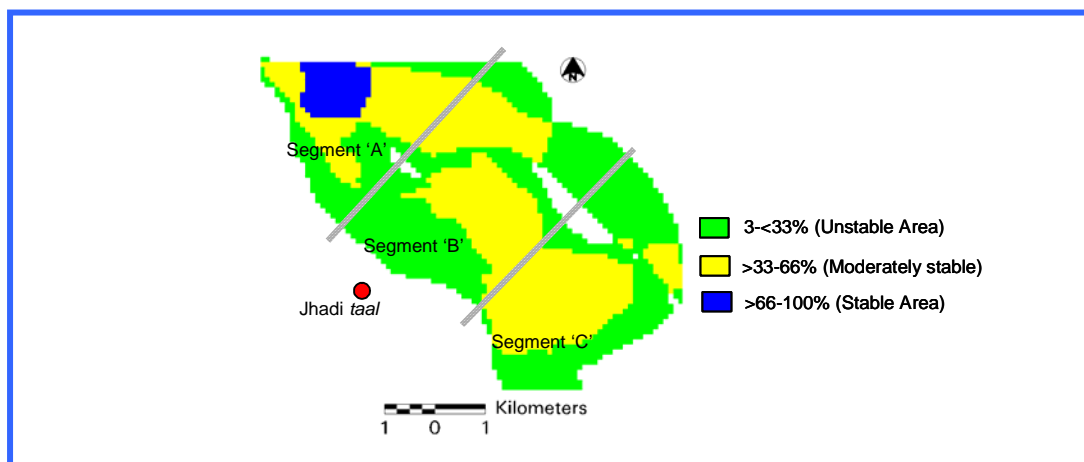 N
Segment ‘A’
Segment ‘B’
Jhadi taal
Segment ‘C’
3-<33% (Unstable Area)
>33-66% (Moderately stable)
>66-100% (Stable Area)
Kilometers
1 0 1